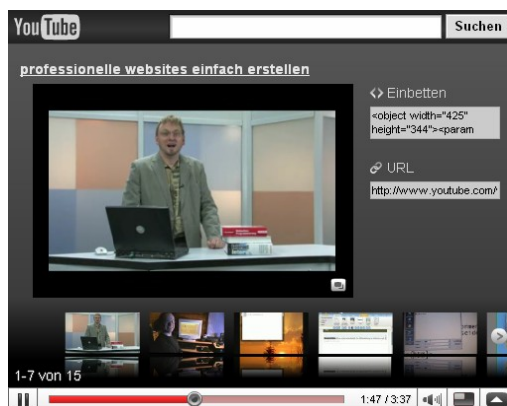 YouTube
Suchen
professionelle websites einfach erstellen
<> Einbetten
<object width="425"
height="344"><param
URL
http://www.youtube.com/
1-7 von 15
1:47 / 3:37